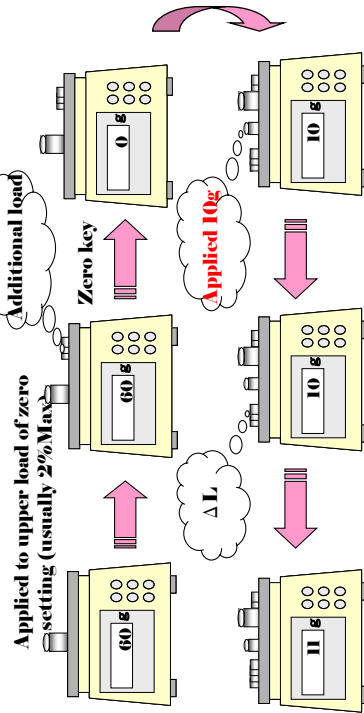 Applied to upper load of zero
setting (usually 2%Max)
Additional load
Zero key
60 g
60 g
0 g
ΔL
Applied 10g
11 g
10 g
10 g